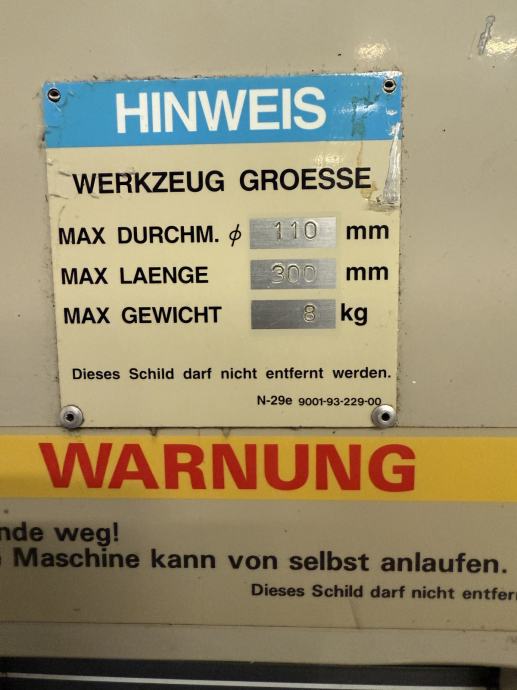 HINWEIS
WERKZEUG GROESSE
MAX DURCHM. ϕ 110 mm
MAX LAENGE 300 mm
MAX GEWICHT 8 kg
Dieses Schild darf nicht entfernt werden.
N-29e 9001-93-229-00
WARNUNG
nde weg!
Maschine kann von selbst anlaufen.
Dieses Schild darf nicht entfer